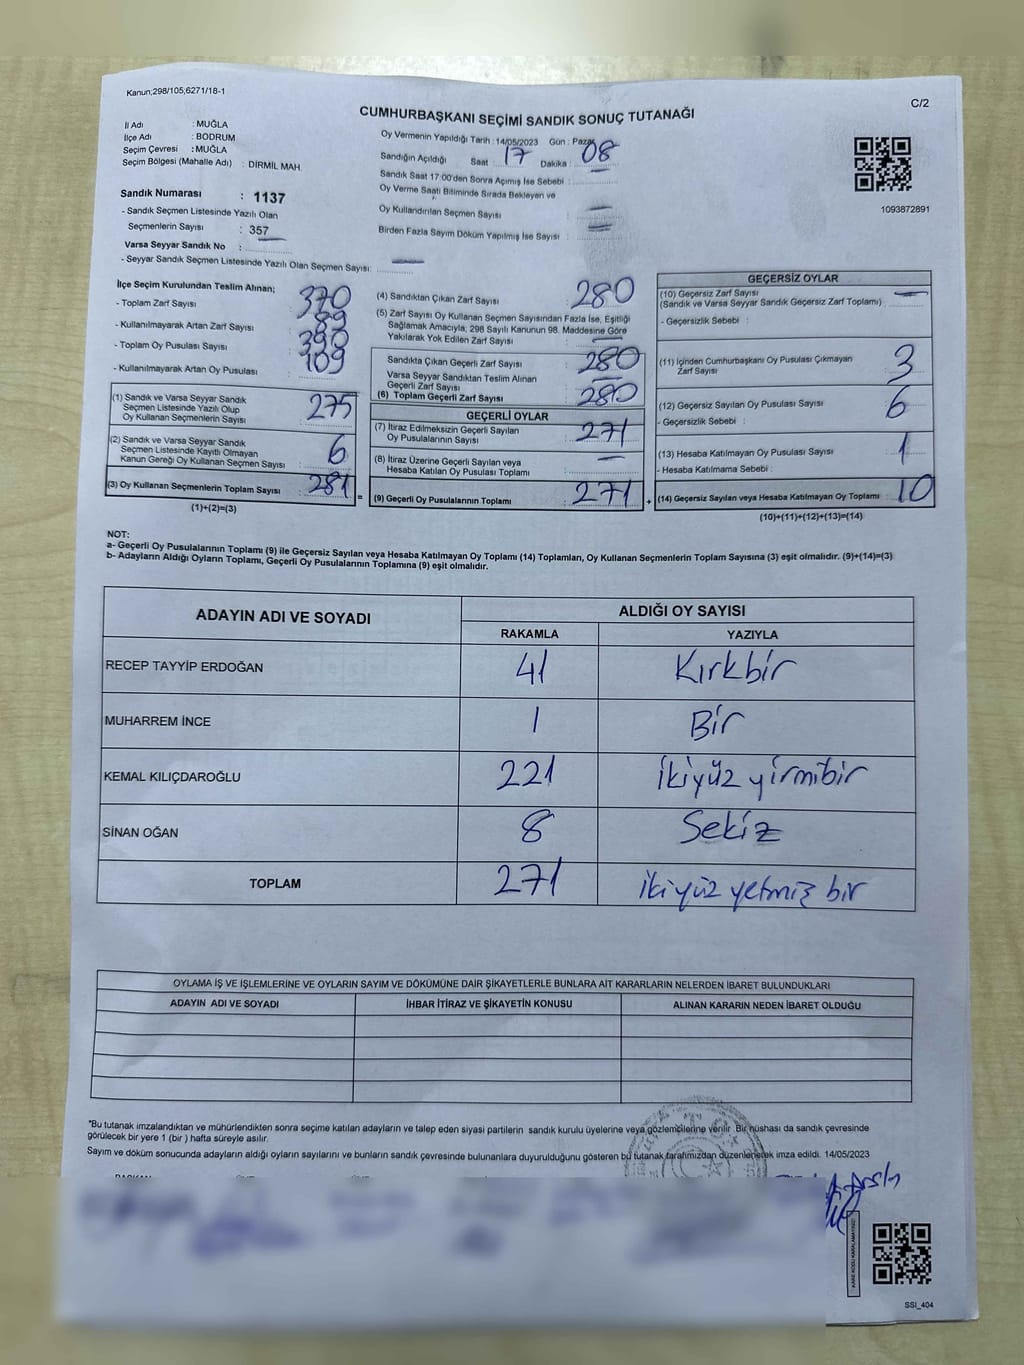 Kanun;298/105;6271/18-1
C/2
CUMHURBAŞKANI SEÇİMİ SANDIK SONUÇ TUTANAĞI
İl Adı : MUĞLA
İlçe Adı : BODRUM
Seçim Çevresi : MUĞLA
Seçim Bölgesi (Mahalle Adı) : DİRMİL MAH.
Sandık Numarası : 1137
- Sandık Seçmen Listesinde Yazılı Olan
Seçmenlerin Sayısı : 357
Varsa Seyyar Sandık No :
- Seyyar Sandık Seçmen Listesinde Yazılı Olan Seçmen Sayısı: —
Oy Vermenin Yapıldığı Tarih : 14/05/2023 Gün : Pazar
Sandığın Açıldığı Saat : 17 Dakika : 08
Sandık Saat 17:00'den Sonra Açımış İse Sebebi : —
Oy Verme Saati Bitiminde Sırada Bekleyen ve
Oy Kullandırılan Seçmen Sayısı : —
Birden Fazla Sayım Döküm Yapılmış İse Sayısı : —
1093872891
İlçe Seçim Kurulundan Teslim Alınan;
- Toplam Zarf Sayısı : 370
- Kullanılmayarak Artan Zarf Sayısı : 89
- Toplam Oy Pusulası Sayısı : 390
- Kullanılmayarak Artan Oy Pusulası : 109
(1) Sandık ve Varsa Seyyar Sandık
Seçmen Listesinde Yazılı Olup
Oy Kullanan Seçmenlerin Sayısı : 275
(2) Sandık ve Varsa Seyyar Sandık
Seçmen Listesinde Kayıtlı Olmayan
Kanun Gereği Oy Kullanan Seçmen Sayısı : 6
(3) Oy Kullanan Seçmenlerin Toplam Sayısı : 281 =
(1)+(2)=(3)
(4) Sandıktan Çıkan Zarf Sayısı : 280
(5) Zarf Sayısı Oy Kullanan Seçmen Sayısından Fazla İse, Eşitliği
Sağlamak Amacıyla; 298 Sayılı Kanunun 98. Maddesine Göre
Yakılarak Yok Edilen Zarf Sayısı : —
Sandıkta Çıkan Geçerli Zarf Sayısı : 280
Varsa Seyyar Sandıktan Teslim Alınan
Geçerli Zarf Sayısı : —
(6) Toplam Geçerli Zarf Sayısı : 280
GEÇERLİ OYLAR
(7) İtiraz Edilmeksizin Geçerli Sayılan
Oy Pusulalarının Sayısı : 271
(8) İtiraz Üzerine Geçerli Sayılan veya
Hesaba Katılan Oy Pusulaları Toplamı : —
(9) Geçerli Oy Pusulalarının Toplamı : 271 +
GEÇERSİZ OYLAR
(10) Geçersiz Zarf Sayısı
(Sandık ve Varsa Seyyar Sandık Geçersiz Zarf Toplamı) : —
- Geçersizlik Sebebi :
(11) İçinden Cumhurbaşkanı Oy Pusulası Çıkmayan
Zarf Sayısı : 3
(12) Geçersiz Sayılan Oy Pusulası Sayısı : 6
- Geçersizlik Sebebi :
(13) Hesaba Katılmayan Oy Pusulası Sayısı : 1
- Hesaba Katılmama Sebebi :
(14) Geçersiz Sayılan veya Hesaba Katılmayan Oy Toplamı : 10
(10)+(11)+(12)+(13)=(14)
NOT:
a- Geçerli Oy Pusulalarının Toplamı (9) ile Geçersiz Sayılan veya Hesaba Katılmayan Oy Toplamı (14) Toplamları, Oy Kullanan Seçmenlerin Toplam Sayısına (3) eşit olmalıdır. (9)+(14)=(3)
b- Adayların Aldığı Oyların Toplamı, Geçerli Oy Pusulalarının Toplamına (9) eşit olmalıdır.
ADAYIN ADI VE SOYADI ALDIĞI OY SAYISI
RAKAMLA YAZIYLA
RECEP TAYYİP ERDOĞAN 41 Kırkbir
MUHARREM İNCE 1 Bir
KEMAL KILIÇDAROĞLU 221 ikiyüz yirmibir
SİNAN OĞAN 8 Sekiz
TOPLAM 271 ikiyüz yetmiş bir
OYLAMA İŞ VE İŞLEMLERİNE VE OYLARIN SAYIM VE DÖKÜMÜNE DAİR ŞİKAYETLERLE BUNLARA AİT KARARLARIN NELERDEN İBARET BULUNDUKLARI
ADAYIN ADI VE SOYADI İHBAR İTİRAZ VE ŞİKAYETİN KONUSU ALINAN KARARIN NEDEN İBARET OLDUĞU
"Bu tutanak imzalandıktan ve mühürlendikten sonra seçime katılan adayların ve talep eden siyasi partilerin sandık kurulu üyelerine veya gözlemcilerine verilir. Bir nüshası da sandık çevresinde
görülecek bir yere 1 (bir ) hafta süreyle asılır.
Sayım ve döküm sonucunda adayların aldığı oyların sayılarını ve bunların sandık çevresinde bulunanlara duyurulduğunu gösteren bu tutanak tarafımızdan düzenlenerek imza edildi. 14/05/2023
SSI_404